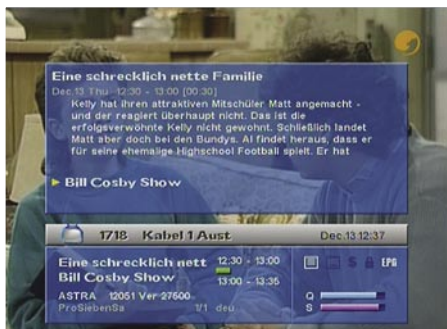 Eine schrecklich nette Familie
Dec.13 Thu 12:30 - 13:00 [00:30]
Kelly hat ihren attraktiven Mitschüler Matt angemacht -
und der reagiert überhaupt nicht. Das ist die
erfolgsverwöhnte Kelly nicht gewohnt. Schließlich landet
Matt aber doch bei den Bundys. Al findet heraus, dass er
für seine ehemalige Highschool Football spielt. Er hat
Bill Cosby Show
1718 Kabel 1 Aust Dec.13 12:37
Eine schrecklich nett 12:30 - 13:00
Bill Cosby Show 13:00 - 13:35
S EPG
ASTRA 12051 Ver 27500
ProSiebenSa 1/1 deu
Q
S